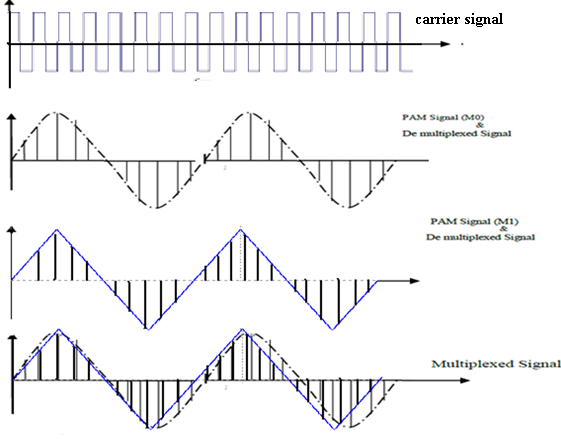 carrier signal
PAM Signal (M0)
&
De multiplexed Signal
PAM Signal (M1)
&
De multiplexed Signal
Multiplexed Signal